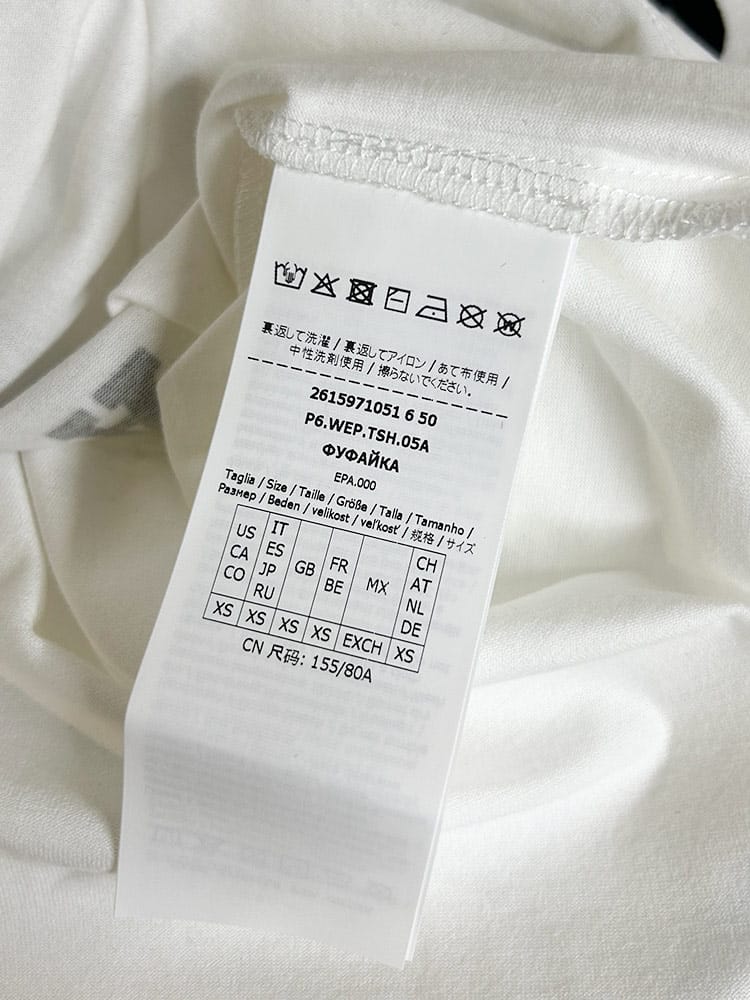 裏返して洗濯 / 裏返してアイロン / あて布使用 /
中性洗剤使用 / 擦らないでください。
2615971051 6 50
P6.WEP.TSH.05A
ФУФАЙКА
EPA.000
Taglia / Size / Taille / Größe / Talla / Tamanho /
Размер / Beden / velikost / veľkosť / 规格 / サイズ
US CA CO
IT ES JP RU
GB
FR BE
MX
CH AT NL DE
XS XS XS XS EXCH XS
CN 尺码: 155/80A